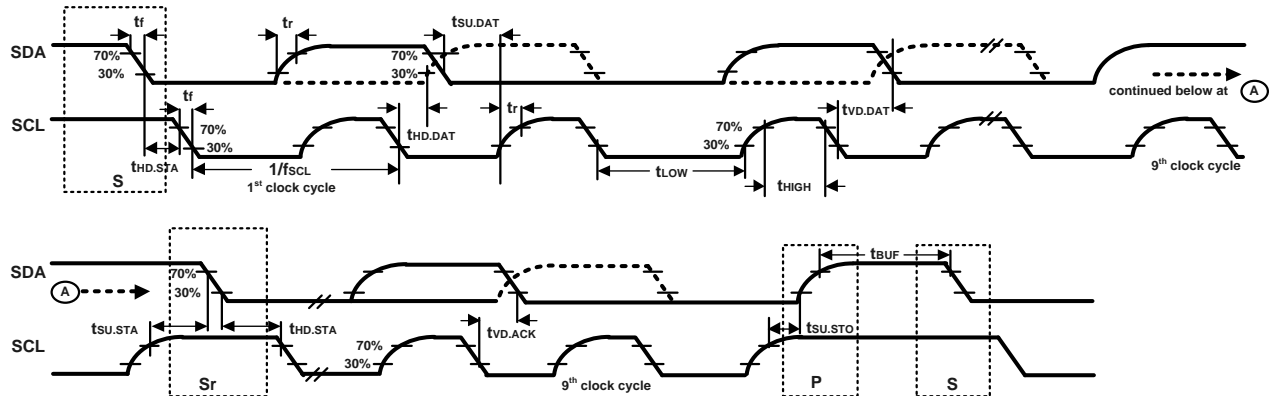 tf tr tSU.DAT
SDA 70% 70%
30% 30%
continued below at A
tf tHD.DAT tr tVD.DAT
SCL 70% 70%
30% 30%
tHD.STA 1/fSCL tLOW tHIGH
S 1st clock cycle 9th clock cycle
tBUF
SDA 70%
A 30%
tSU.STA tHD.STA tVD.ACK tSU.STO
SCL 70%
30%
Sr 9th clock cycle P S